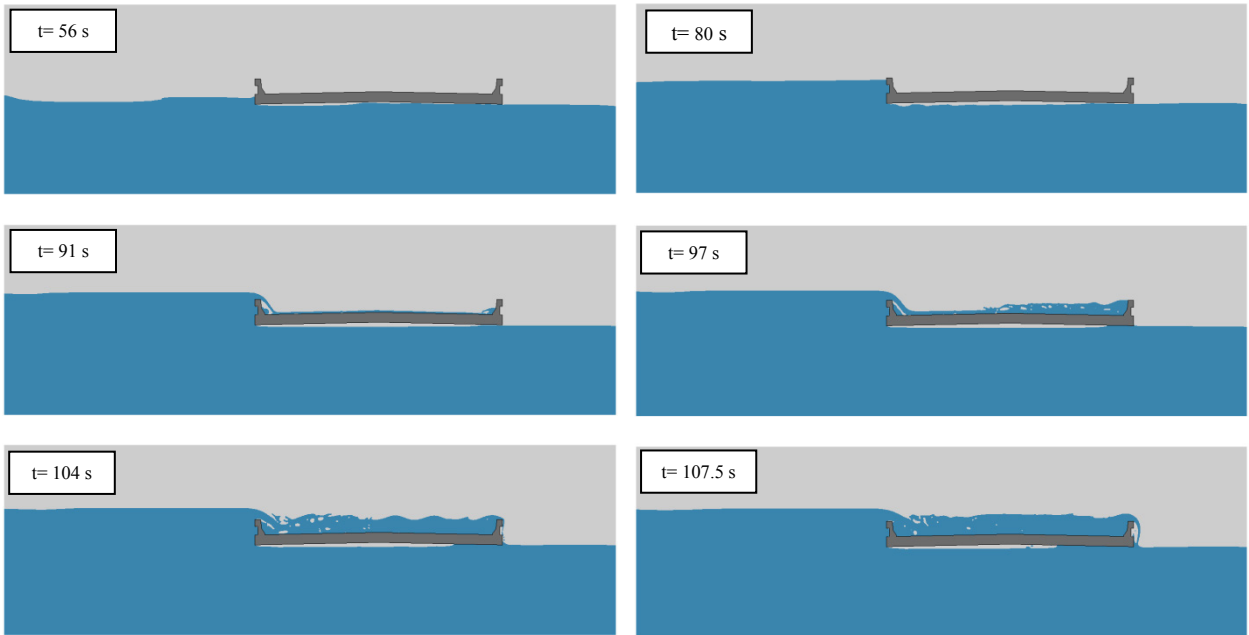 t= 56 s
t= 80 s
t= 91 s
t= 97 s
t= 104 s
t= 107.5 s